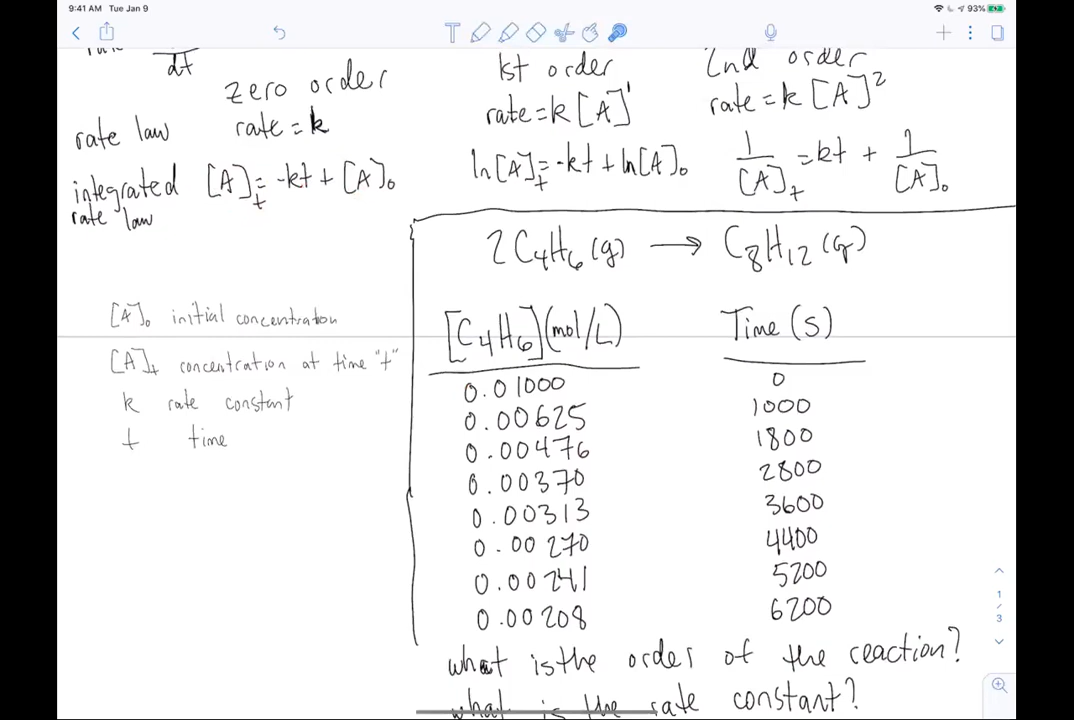 9:41 AM Tue Jan 9
93%
dt
zero order
1st order
2nd order
rate law
rate = k
rate = k [A]¹
rate = k [A]²
integrated rate law
[A]t = -kt + [A]₀
ln[A]t = -kt + ln[A]₀
1/[A]t = kt + 1/[A]₀
2C₄H₆ (g) → C₈H₁₂ (g)
[A]₀ initial concentration
[A]t concentration at time "t"
k rate constant
t time
[C₄H₆] (mol/L) Time (s)
0.01000 0
0.00625 1000
0.00476 1800
0.00370 2800
0.00313 3600
0.00270 4400
0.00241 5200
0.00208 6200
what is the order of the reaction?
what is the rate constant?
1
/
3